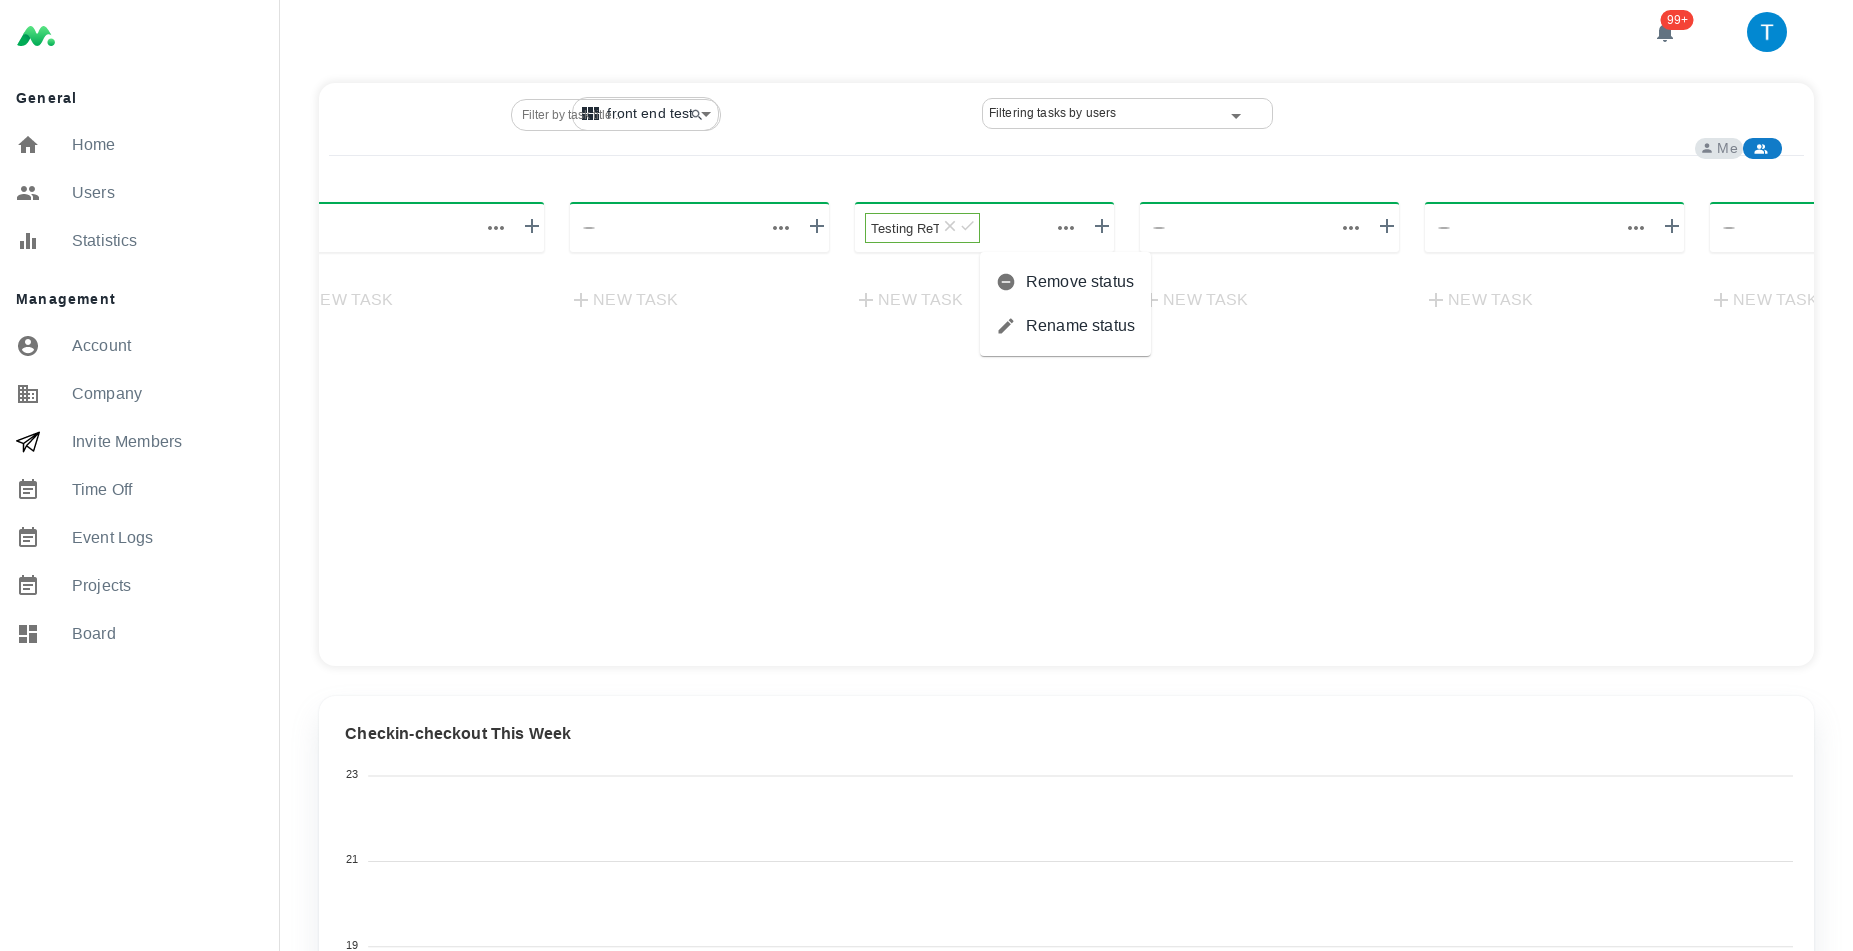 99+
T
General
Home
Users
Statistics
Management
Account
Company
Invite Members
Time Off
Event Logs
Projects
Board
Filter by task title...
front end test
Filtering tasks by users
Me
Testing ReT
EW TASK
NEW TASK
NEW TASK
NEW TASK
NEW TASK
NEW TASK
Remove status
Rename status
Checkin-checkout This Week
23
21
19